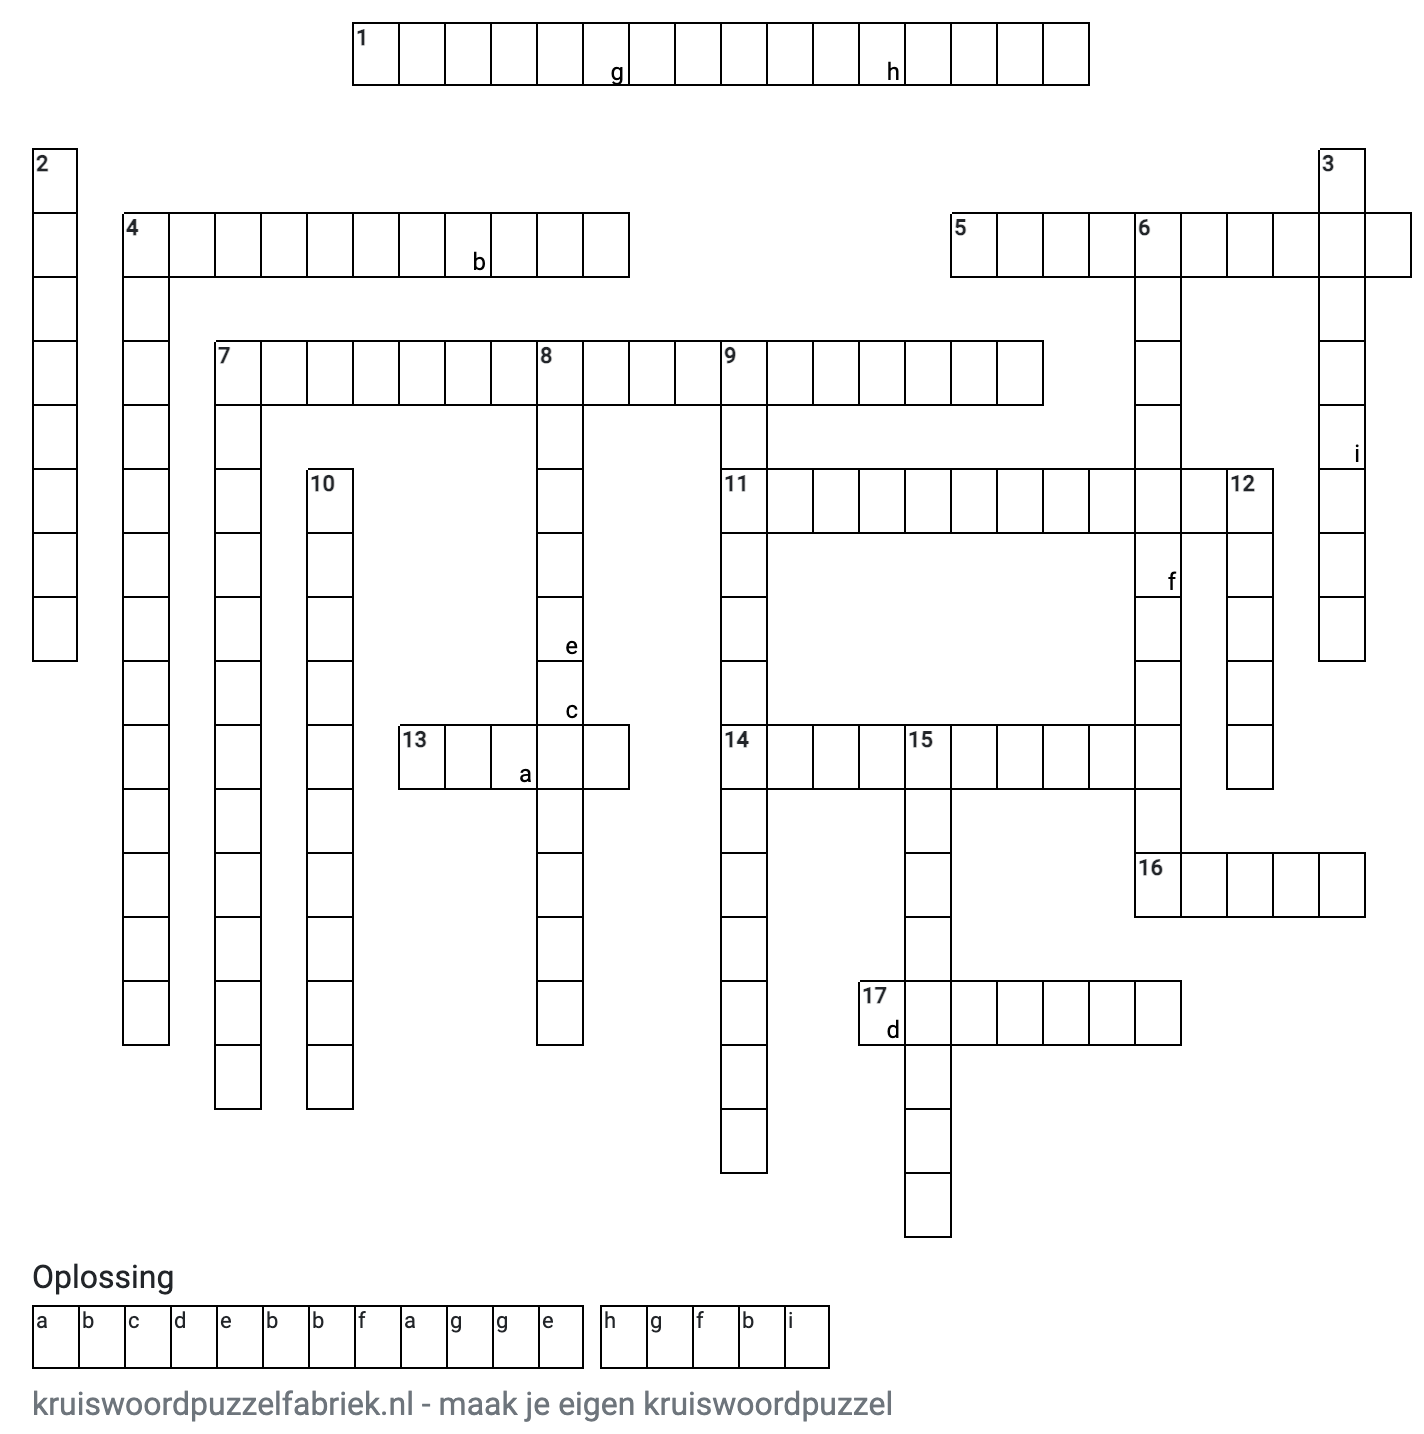 1
g h
2 3
4 b 5 6
7 8 9
i
10 11 12
f
e
c
13 a 14 15
16
17 d
Oplossing
a b c d e b b f a g g e h g f b i
kruiswoordpuzzelfabriek.nl - maak je eigen kruiswoordpuzzel